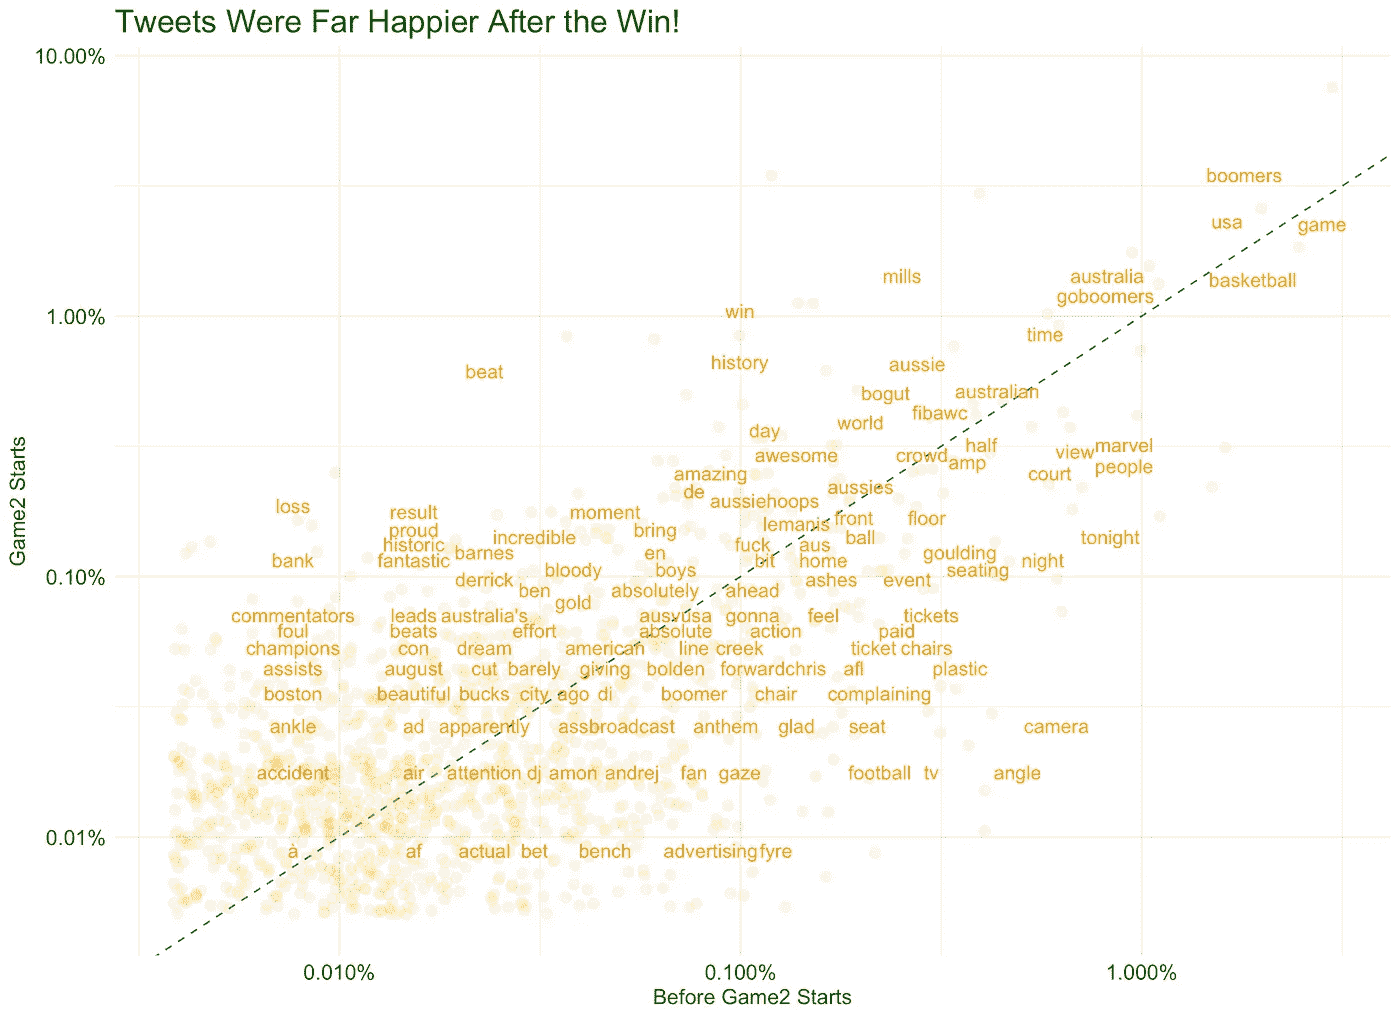 Tweets Were Far Happier After the Win!
10.00%
boomers
usa game
mills australia basketball
goboomers
win
1.00%
time
history aussie
beat
bogut australian
fibawc
world
day
half marvel
awesome crowd view
amp people
amazing court
de aussies
loss aussiehoops
result moment
front floor
proud bring lemanis
historic incredible ball tonight
fuck aus
barnes en goulding
bank fantastic bit home night
bloody boys seating
0.10%
derrick ashes event
ben absolutely ahead
gold
commentators leads australia's ausvusa gonna feel tickets
foul beats effort absolute action paid
champions con dream american line creek ticket chairs
assists august cut barely giving bolden forward chris afl plastic
boston beautiful bucks city ago di boomer chair complaining
ankle ad apparently ass broadcast anthem glad seat camera
accident air attention dj amon andrej fan gaze football tv angle
0.01%
à af actual bet bench advertising fyre
0.010% 0.100% 1.000%
Before Game2 Starts
Game2 Starts